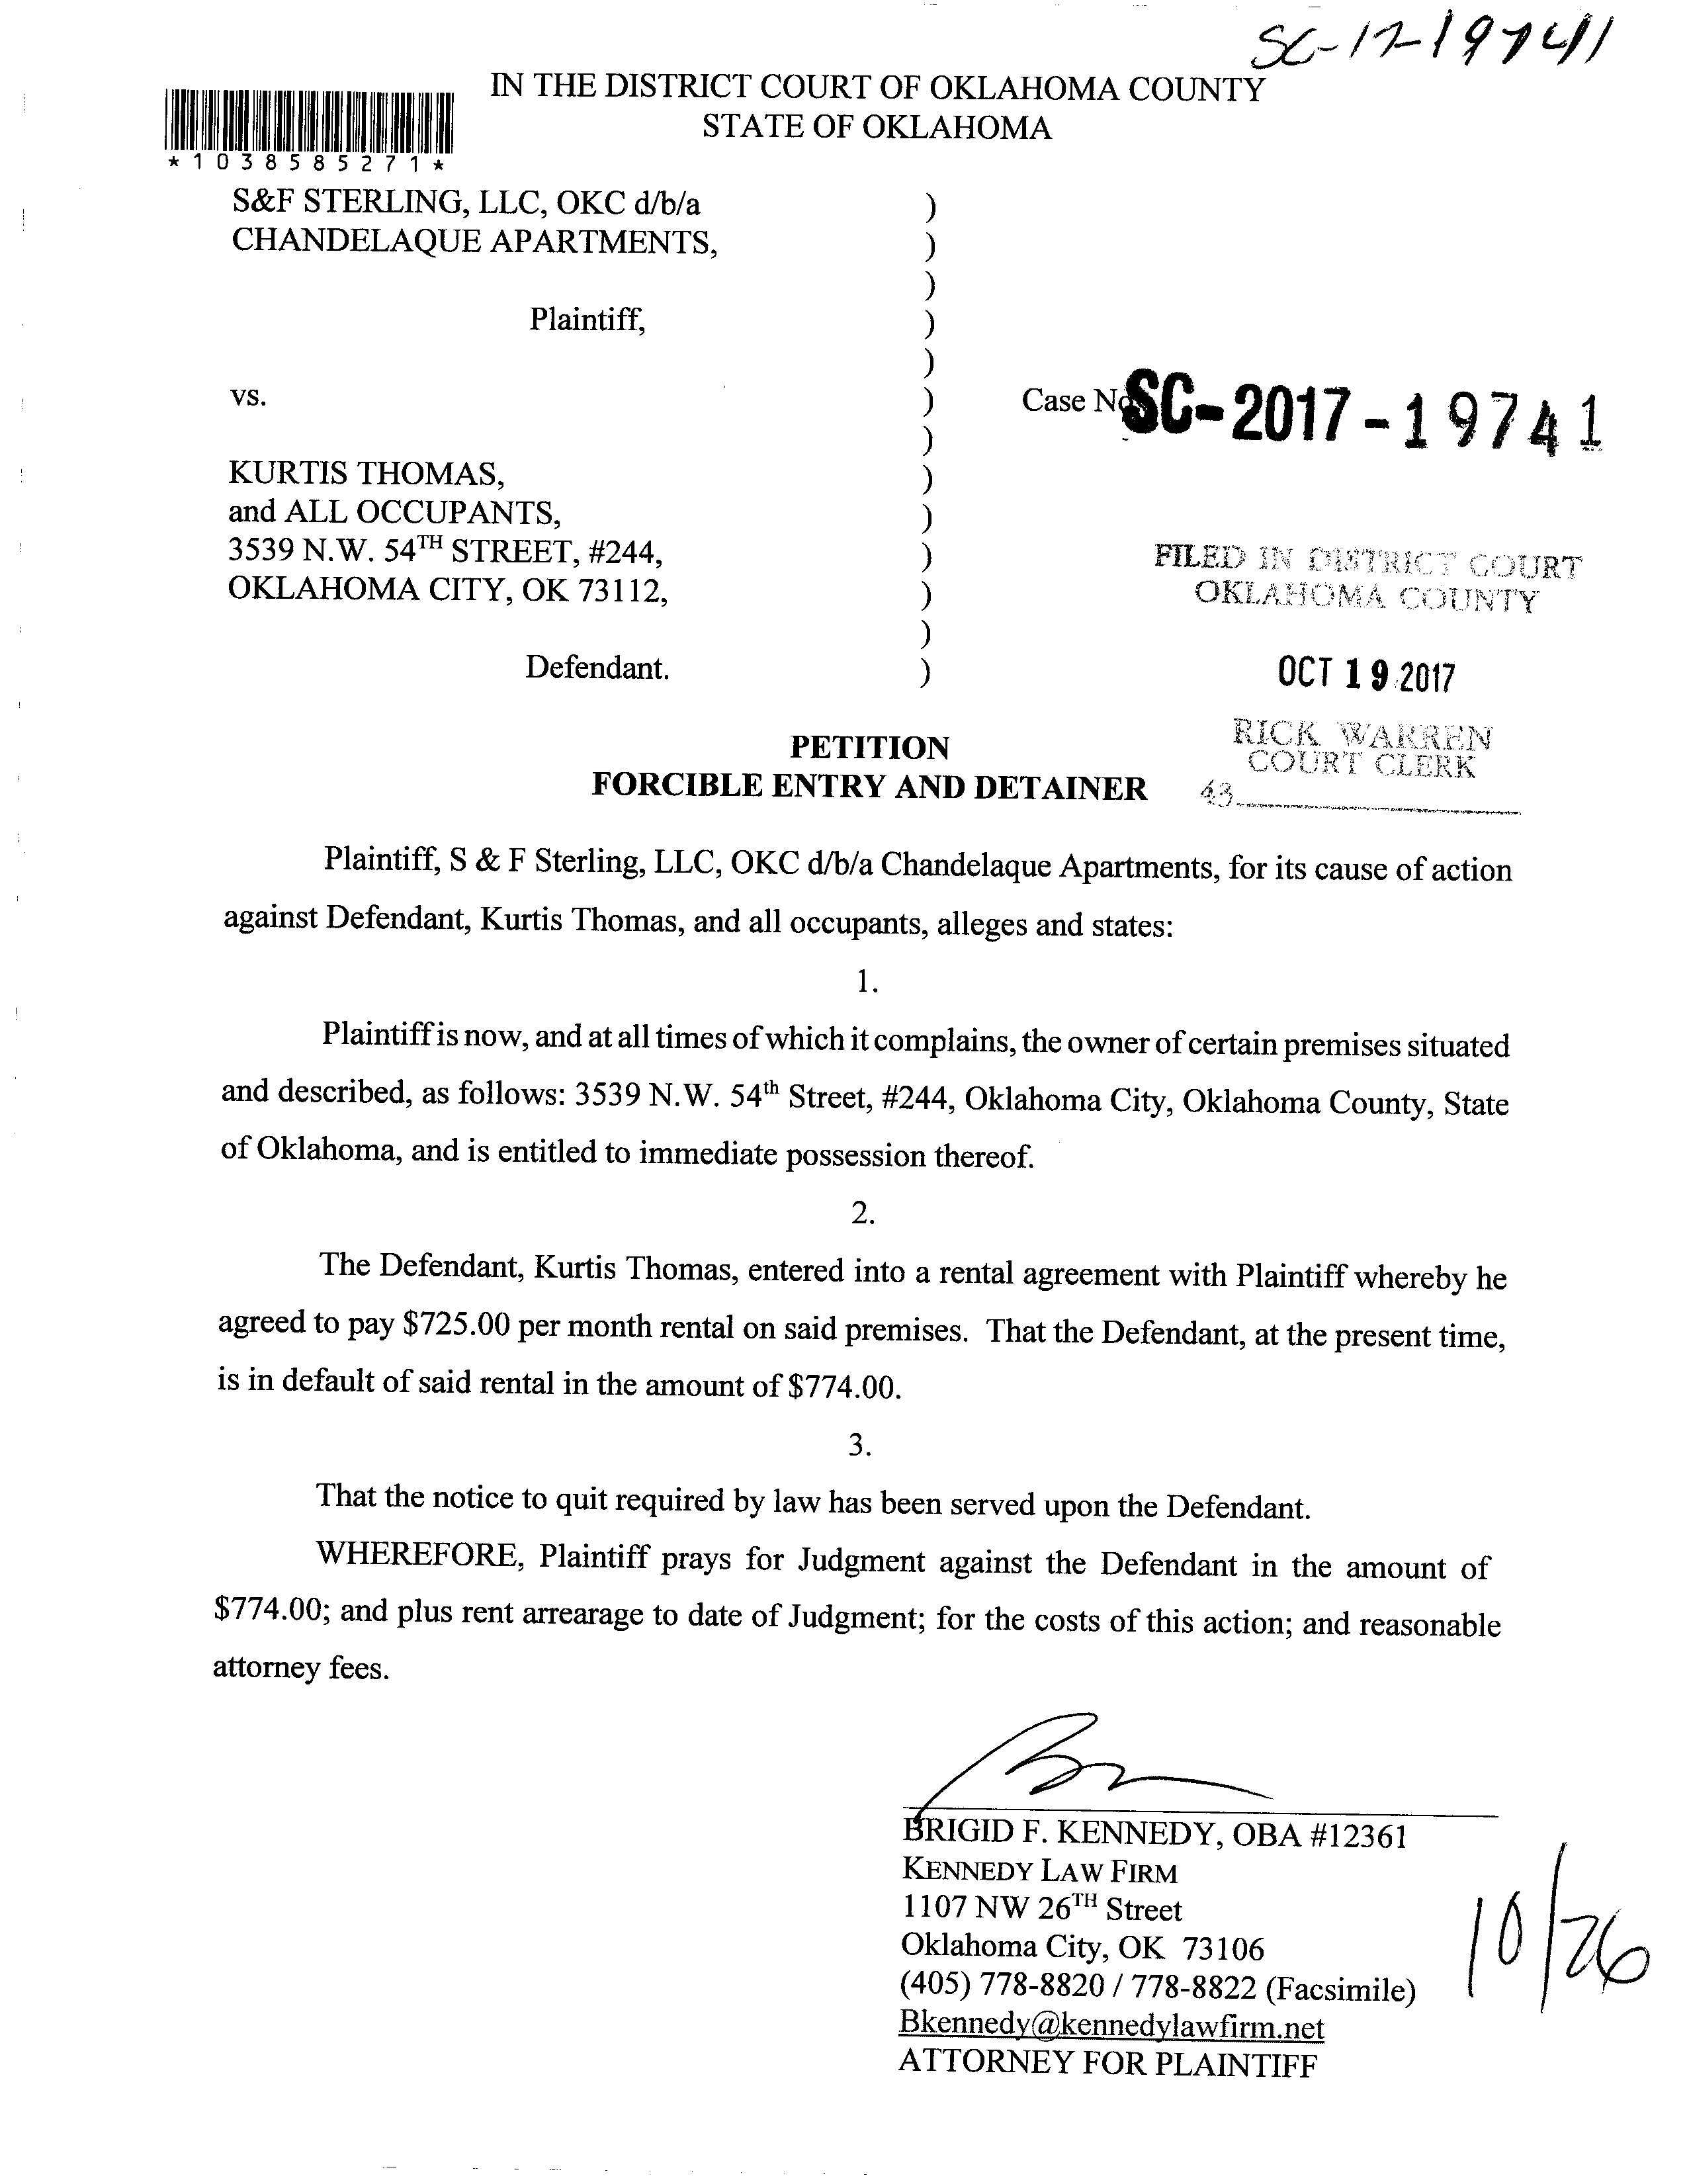 SC-17-19741
IN THE DISTRICT COURT OF OKLAHOMA COUNTY
STATE OF OKLAHOMA
*1038585271*
S&F STERLING, LLC, OKC d/b/a )
CHANDELAQUE APARTMENTS, )
)
Plaintiff, )
)
vs. ) Case No. SC-2017-19741
)
KURTIS THOMAS, )
and ALL OCCUPANTS, )
3539 N.W. 54TH STREET, #244, )
OKLAHOMA CITY, OK 73112, )
)
Defendant. )
FILED IN DISTRICT COURT
OKLAHOMA COUNTY
OCT 19 2017
RICK WARREN
COURT CLERK
43
PETITION
FORCIBLE ENTRY AND DETAINER
Plaintiff, S & F Sterling, LLC, OKC d/b/a Chandelaque Apartments, for its cause of action
against Defendant, Kurtis Thomas, and all occupants, alleges and states:
1.
Plaintiff is now, and at all times of which it complains, the owner of certain premises situated
and described, as follows: 3539 N.W. 54th Street, #244, Oklahoma City, Oklahoma County, State
of Oklahoma, and is entitled to immediate possession thereof.
2.
The Defendant, Kurtis Thomas, entered into a rental agreement with Plaintiff whereby he
agreed to pay $725.00 per month rental on said premises. That the Defendant, at the present time,
is in default of said rental in the amount of $774.00.
3.
That the notice to quit required by law has been served upon the Defendant.
WHEREFORE, Plaintiff prays for Judgment against the Defendant in the amount of
$774.00; and plus rent arrearage to date of Judgment; for the costs of this action; and reasonable
attorney fees.
BRIGID F. KENNEDY, OBA #12361
KENNEDY LAW FIRM
1107 NW 26TH Street
Oklahoma City, OK 73106
(405) 778-8820 / 778-8822 (Facsimile)
Bkennedy@kennedylawfirm.net
ATTORNEY FOR PLAINTIFF
10/26